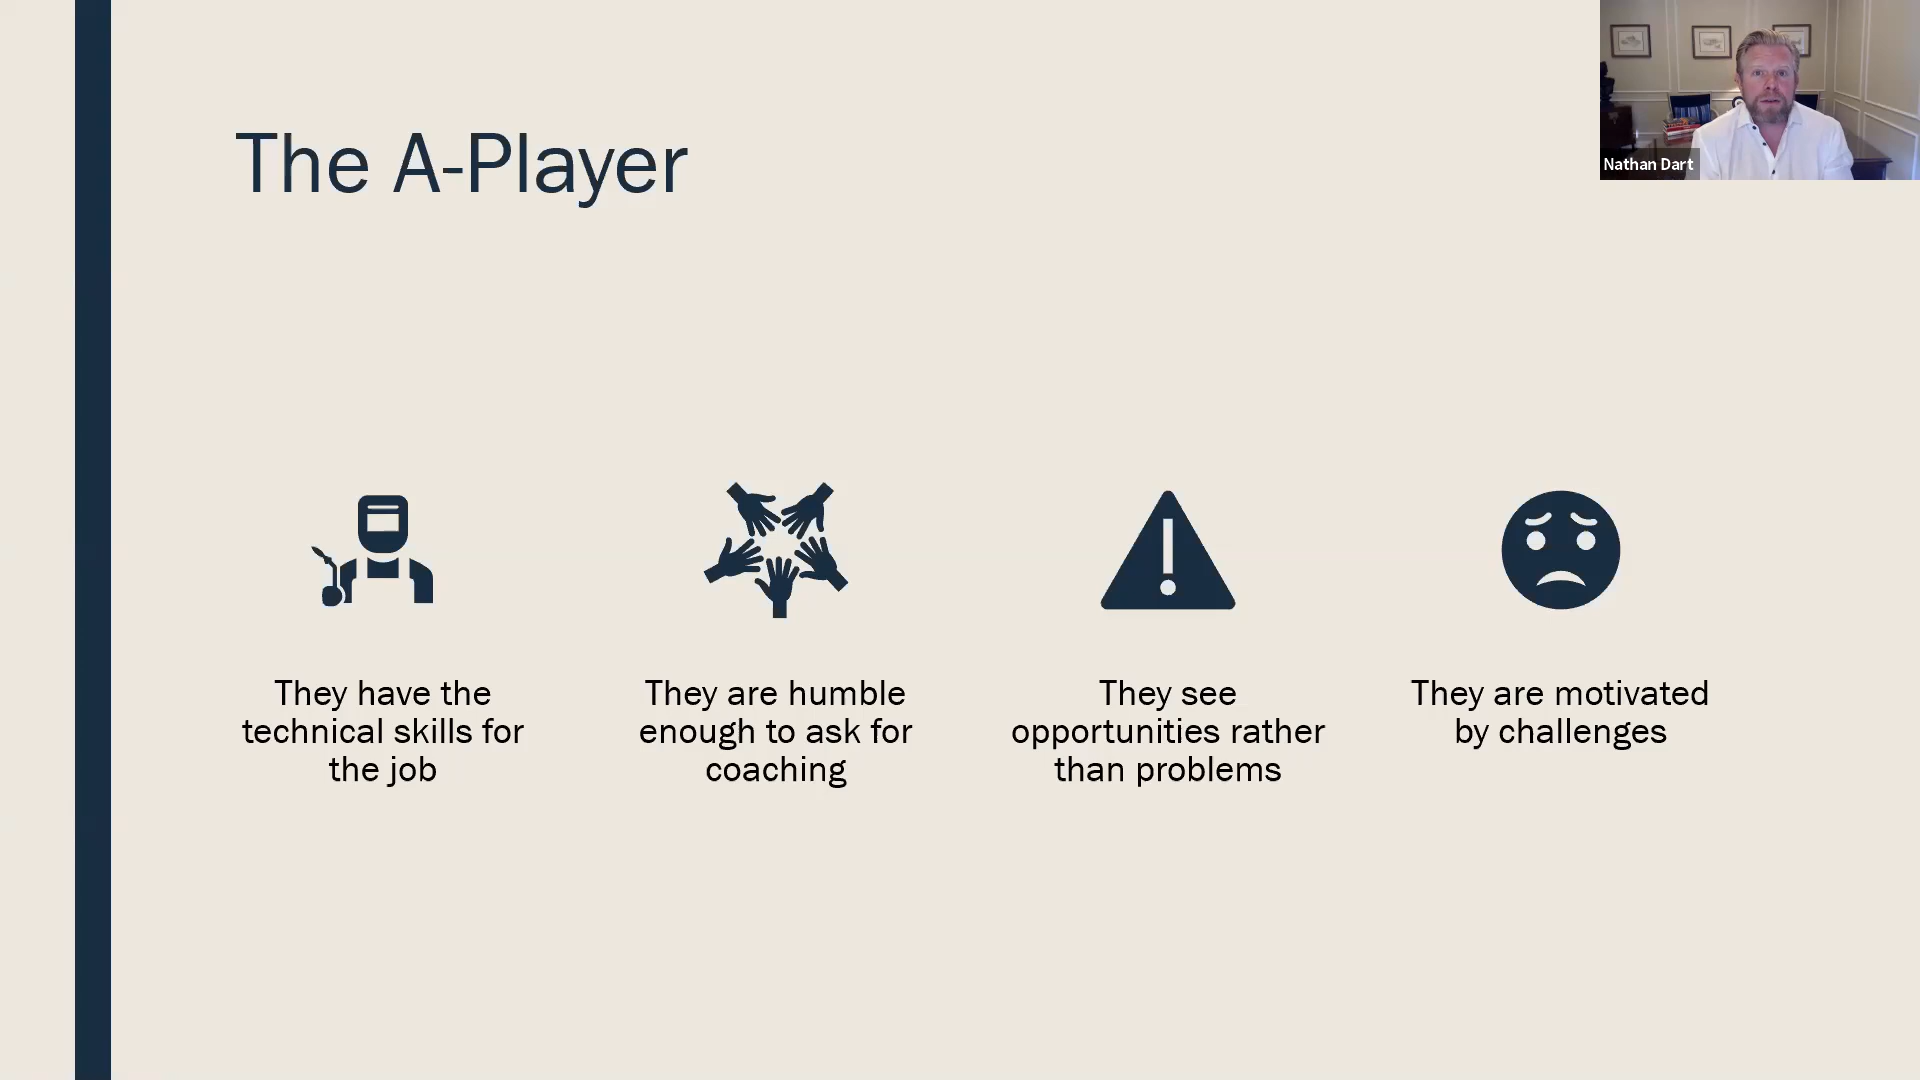 The A-Player
Nathan Dart
They have the
technical skills for
the job
They are humble
enough to ask for
coaching
They see
opportunities rather
than problems
They are motivated
by challenges